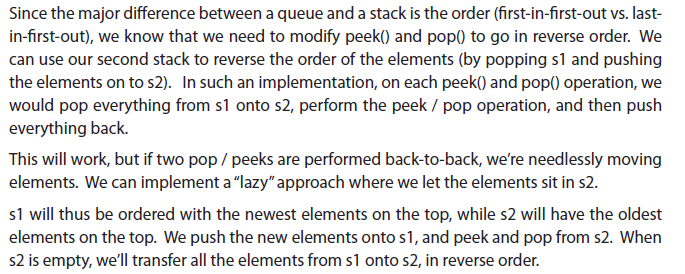 Since the major difference between a queue and a stack is the order (first-in-first-out vs. last-
in-first-out), we know that we need to modify peek() and pop() to go in reverse order.  We
can use our second stack to reverse the order of the elements (by popping s1 and pushing
the elements on to s2).   In such an implementation, on each peek() and pop() operation, we
would pop everything from s1 onto s2, perform the peek / pop operation, and then push
everything back.
This will work, but if two pop / peeks are performed back-to-back, we're needlessly moving
elements.  We can implement a “lazy” approach where we let the elements sit in s2.
s1 will thus be ordered with the newest elements on the top, while s2 will have the oldest
elements on the top.  We push the new elements onto s1, and peek and pop from s2.  When
s2 is empty, we'll transfer all the elements from s1 onto s2, in reverse order.